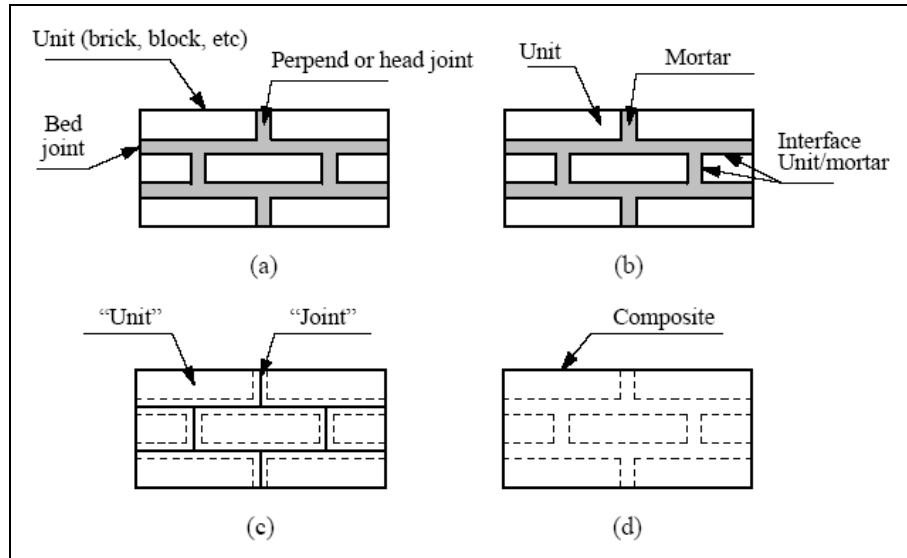 Unit (brick, block, etc)
Perpend or head joint
Bed
joint
(a)
Unit
Mortar
Interface
Unit/mortar
(b)
“Unit”
“Joint”
(c)
Composite
(d)